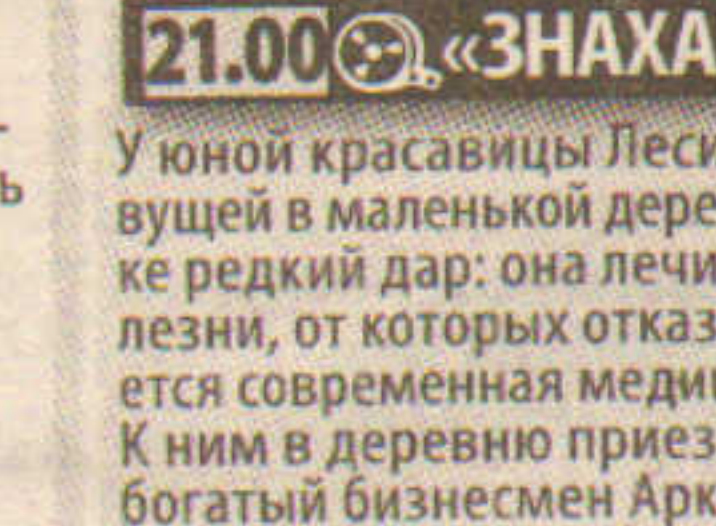 21.00 «ЗНАХА
У юной красавицы Леси
вущей в маленькой дере
ке редкий дар: она лечи
лезни, от которых отказ
ется современная медиц
К ним в деревню приез
богатый бизнесмен Арк
-
ь